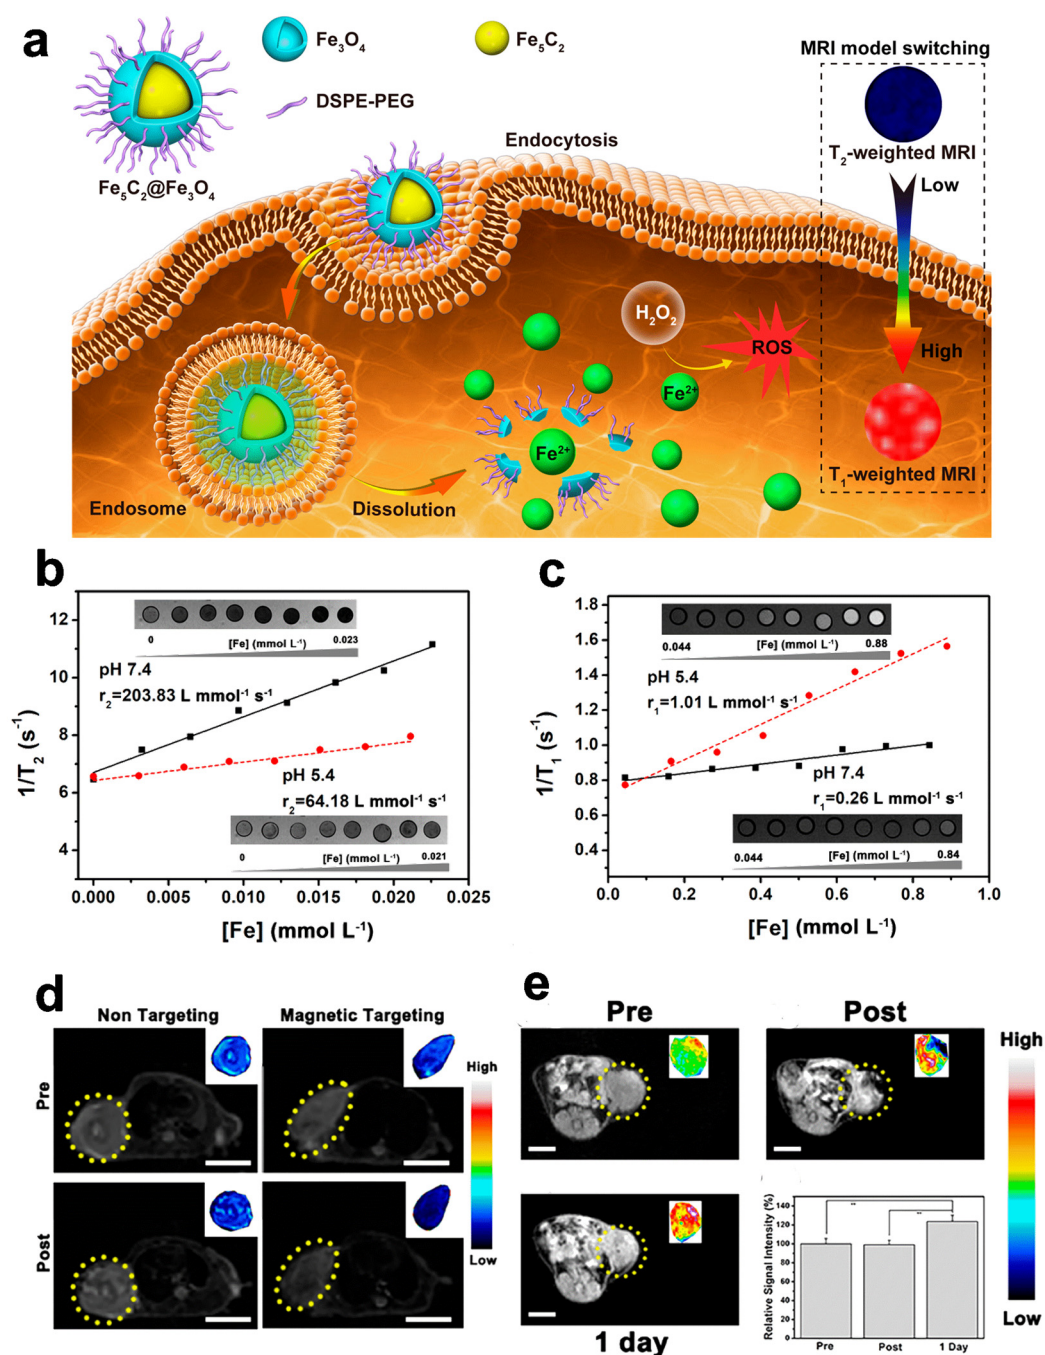 a
Fe3O4
Fe5C2
DSPE-PEG
Fe5C2@Fe3O4
Endocytosis
MRI model switching
T2-weighted MRI
Low
High
T1-weighted MRI
H2O2
ROS
Fe2+
Fe2+
Endosome
Dissolution
b
12
10
8
6
4
1/T2 (s-1)
0
[Fe] (mmol L-1)
0.023
pH 7.4
r2=203.83 L mmol-1 s-1
pH 5.4
r2=64.18 L mmol-1 s-1
0
[Fe] (mmol L-1)
0.021
0.000 0.005 0.010 0.015 0.020 0.025
[Fe] (mmol L-1)
c
1.8
1.6
1.4
1.2
1.0
0.8
0.6
0.4
1/T1 (s-1)
0.044
[Fe] (mmol L-1)
0.88
pH 5.4
r1=1.01 L mmol-1 s-1
pH 7.4
r1=0.26 L mmol-1 s-1
0.044
[Fe] (mmol L-1)
0.84
0.0 0.2 0.4 0.6 0.8 1.0
[Fe] (mmol L-1)
d
Non Targeting
Magnetic Targeting
Pre
Post
High
Low
e
Pre
Post
1 day
High
Low
Relative Signal Intensity (%)
140
120
100
80
60
40
20
0
**
**
Pre Post 1 Day